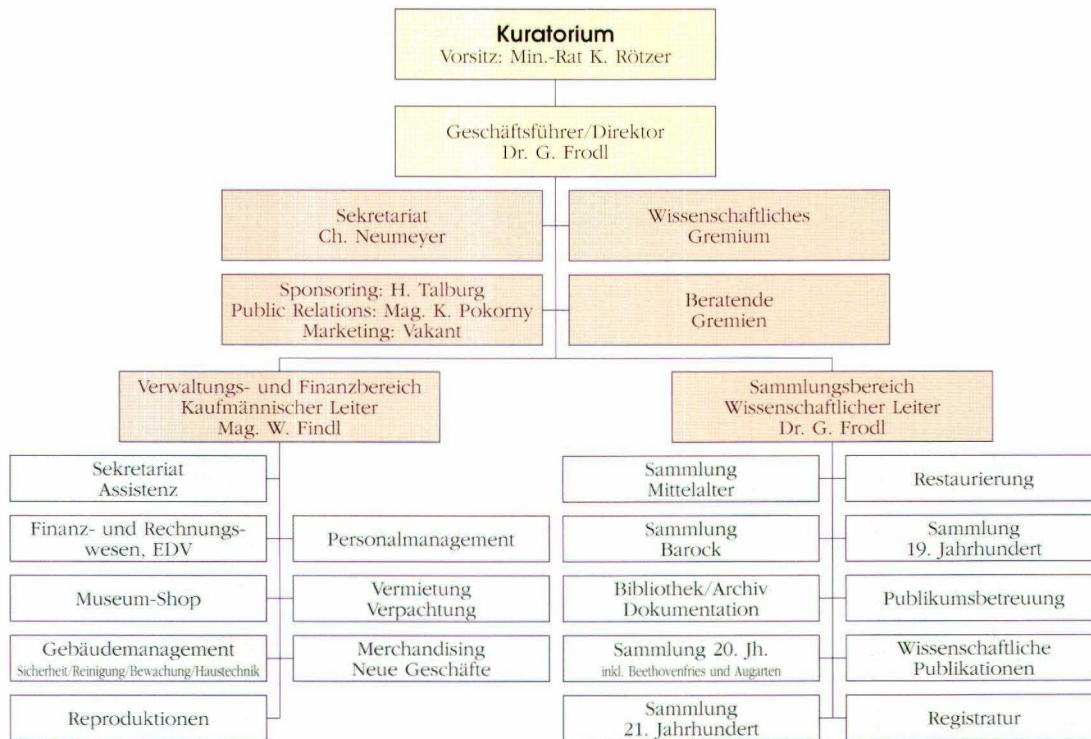 Kuratorium
Vorsitz: Min.-Rat K. Rötzer
Geschäftsführer/Direktor
Dr. G. Frodl
Sekretariat
Ch. Neumeyer
Wissenschaftliches
Gremium
Sponsoring: H. Talburg
Public Relations: Mag. K. Pokorny
Marketing: Vakant
Beratende
Gremien
Verwaltungs- und Finanzbereich
Kaufmännischer Leiter
Mag. W. Findl
Sammlungsbereich
Wissenschaftlicher Leiter
Dr. G. Frodl
Sekretariat
Assistenz
Finanz- und Rechnungs-
wesen, EDV
Personalmanagement
Museum-Shop
Vermietung
Verpachtung
Gebäudemanagement
Sicherheit/Reinigung/Bewachung/Haustechnik
Merchandising
Neue Geschäfte
Reproduktionen
Sammlung
Mittelalter
Restaurierung
Sammlung
Barock
Sammlung
19. Jahrhundert
Bibliothek/Archiv
Dokumentation
Publikumsbetreuung
Sammlung 20. Jh.
inkl. Beethovenfries und Augarten
Wissenschaftliche
Publikationen
Sammlung
21. Jahrhundert
Registratur